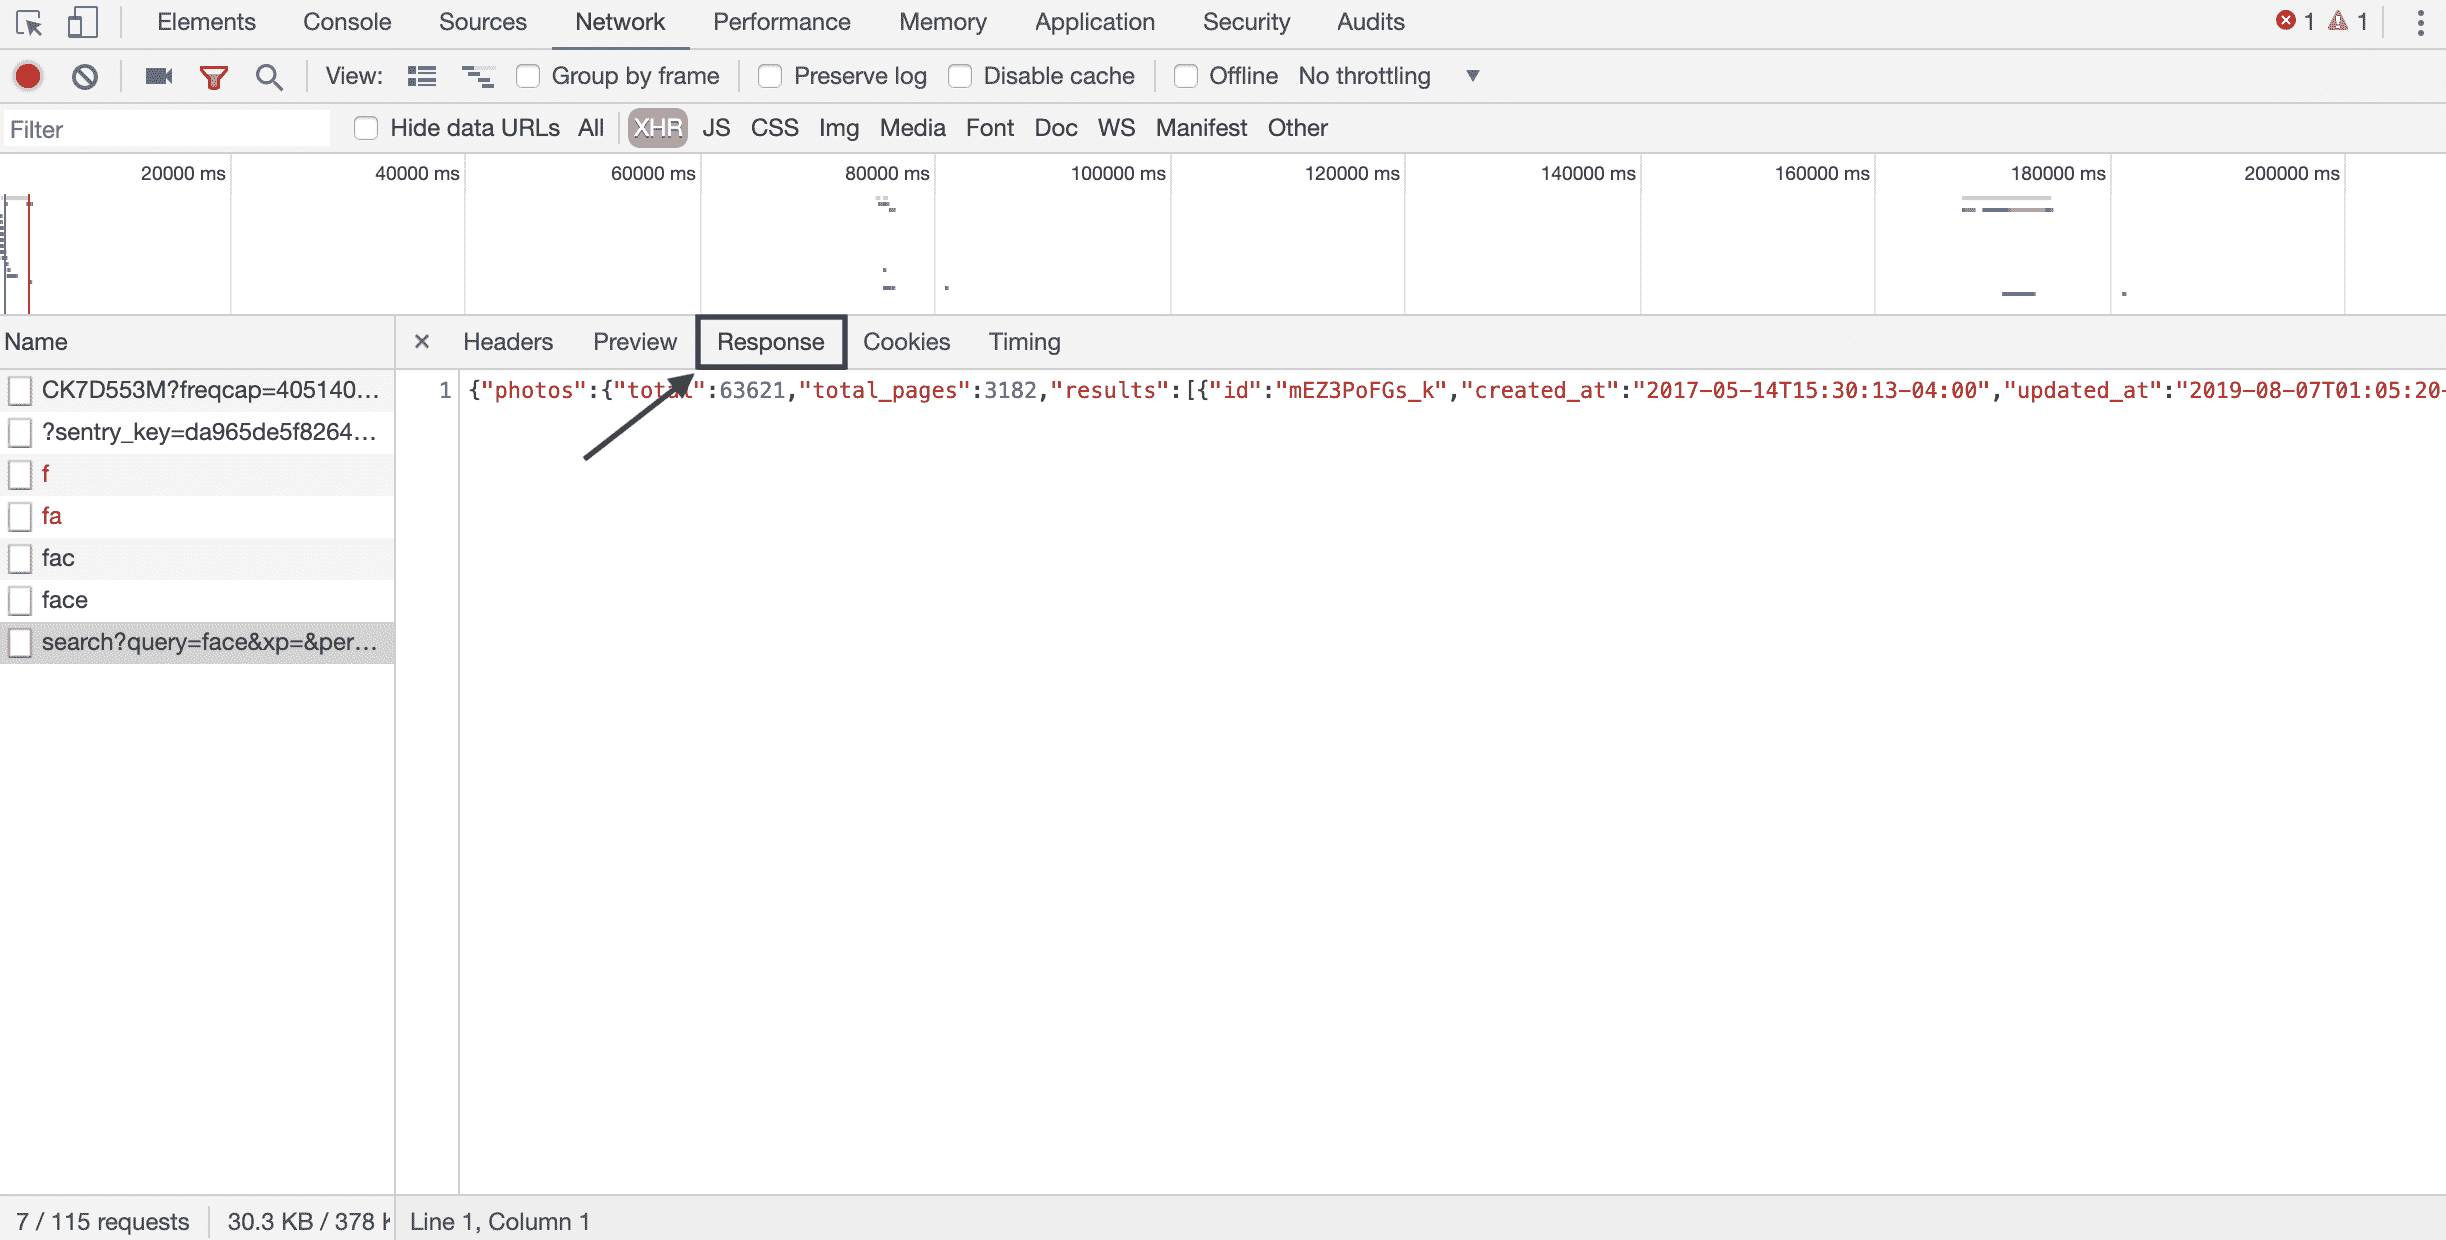 Elements Console Sources Network Performance Memory Application Security Audits 1 1
View: Group by frame Preserve log Disable cache Offline No throttling
Filter Hide data URLs All XHR JS CSS Img Media Font Doc WS Manifest Other
20000 ms 40000 ms 60000 ms 80000 ms 100000 ms 120000 ms 140000 ms 160000 ms 180000 ms 200000 ms
Name × Headers Preview Response Cookies Timing
CK7D553M?freqcap=405140...
1 {"photos":{"total":63621,"total_pages":3182,"results":[{"id":"mEZ3PoFGs_k","created_at":"2017-05-14T15:30:13-04:00","updated_at":"2019-08-07T01:05:20-
?sentry_key=da965de5f8264...
f
fa
fac
face
search?query=face&xp=&per...
7 / 115 requests 30.3 KB / 378 Line 1, Column 1